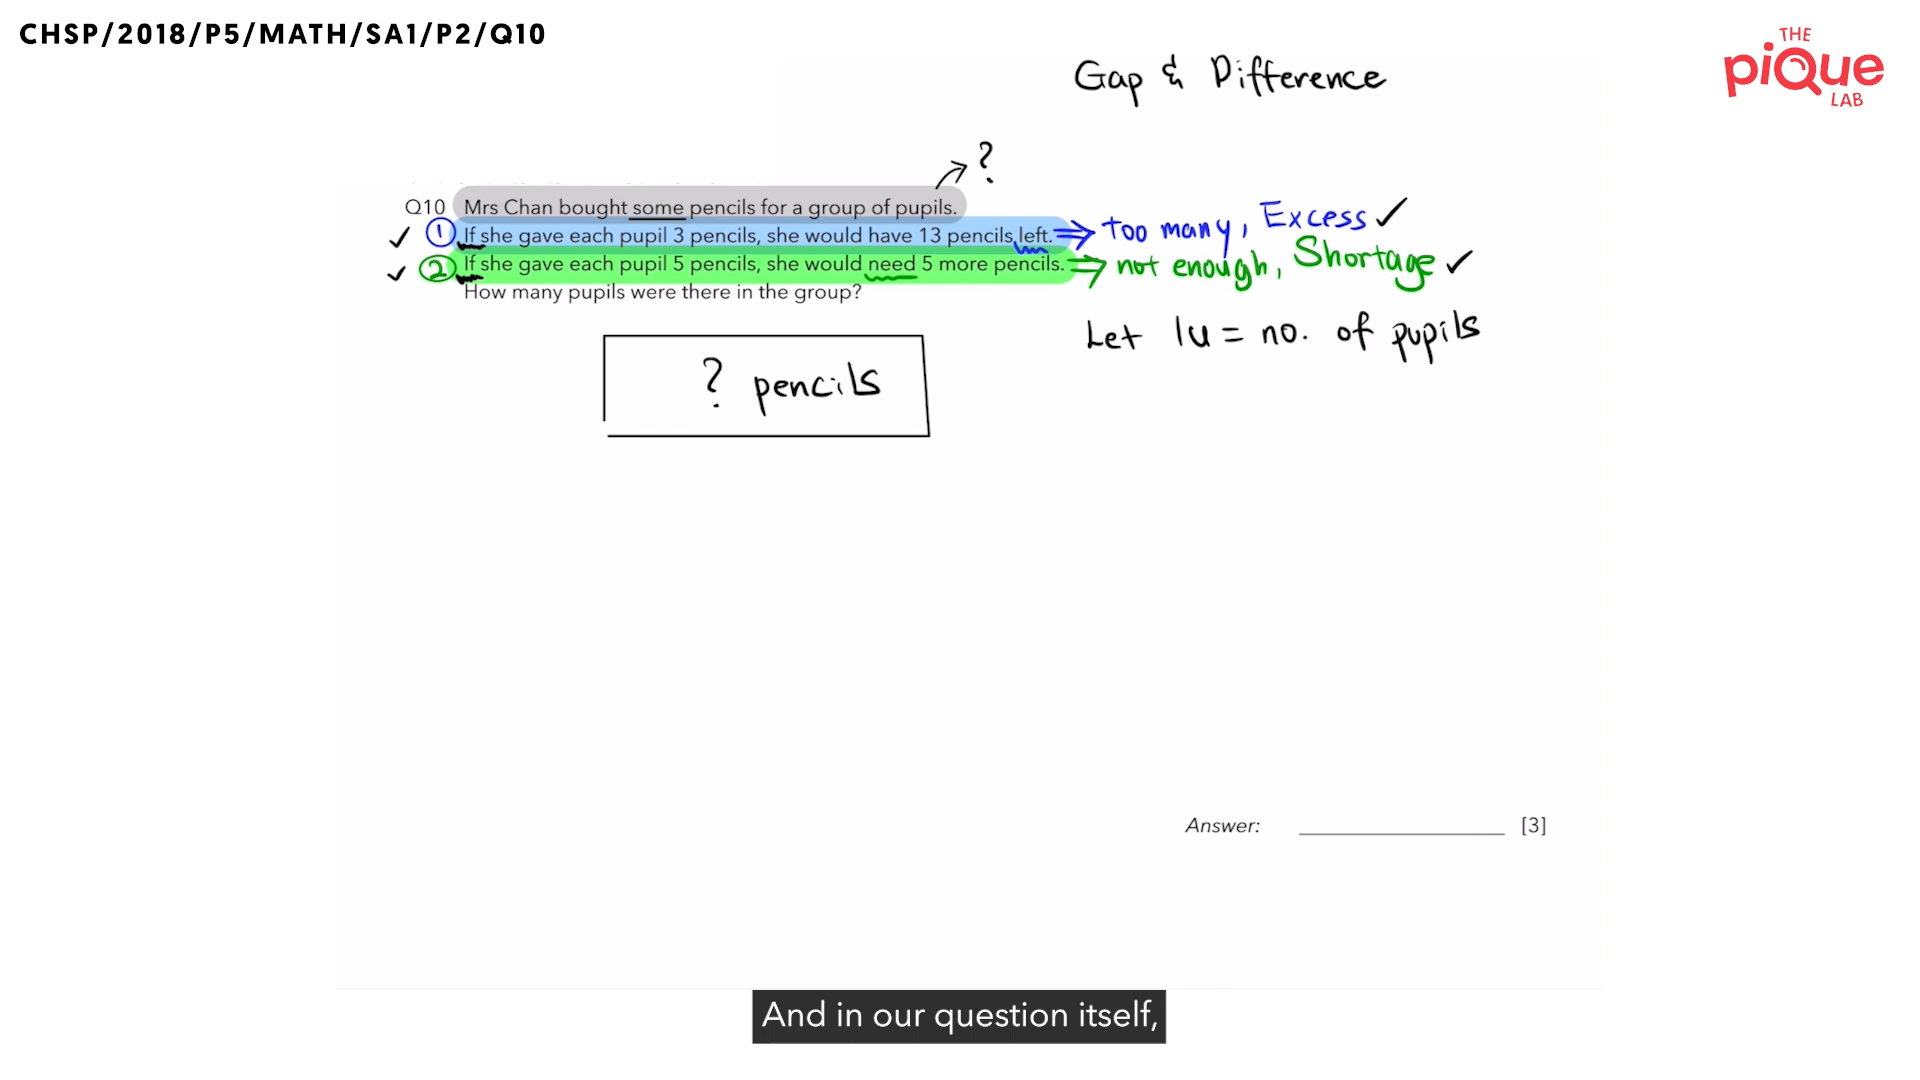 CHSP/2018/P5/MATH/SA1/P2/Q10
THE
piQue
LAB
Gap & Difference
?
Q10 Mrs Chan bought some pencils for a group of pupils.
1 If she gave each pupil 3 pencils, she would have 13 pencils left. ⇒ too many, Excess ✓
2 If she gave each pupil 5 pencils, she would need 5 more pencils. ⇒ not enough, Shortage ✓
How many pupils were there in the group?
Let 1u = no. of pupils
? pencils
Answer: ____________________ [3]
And in our question itself,